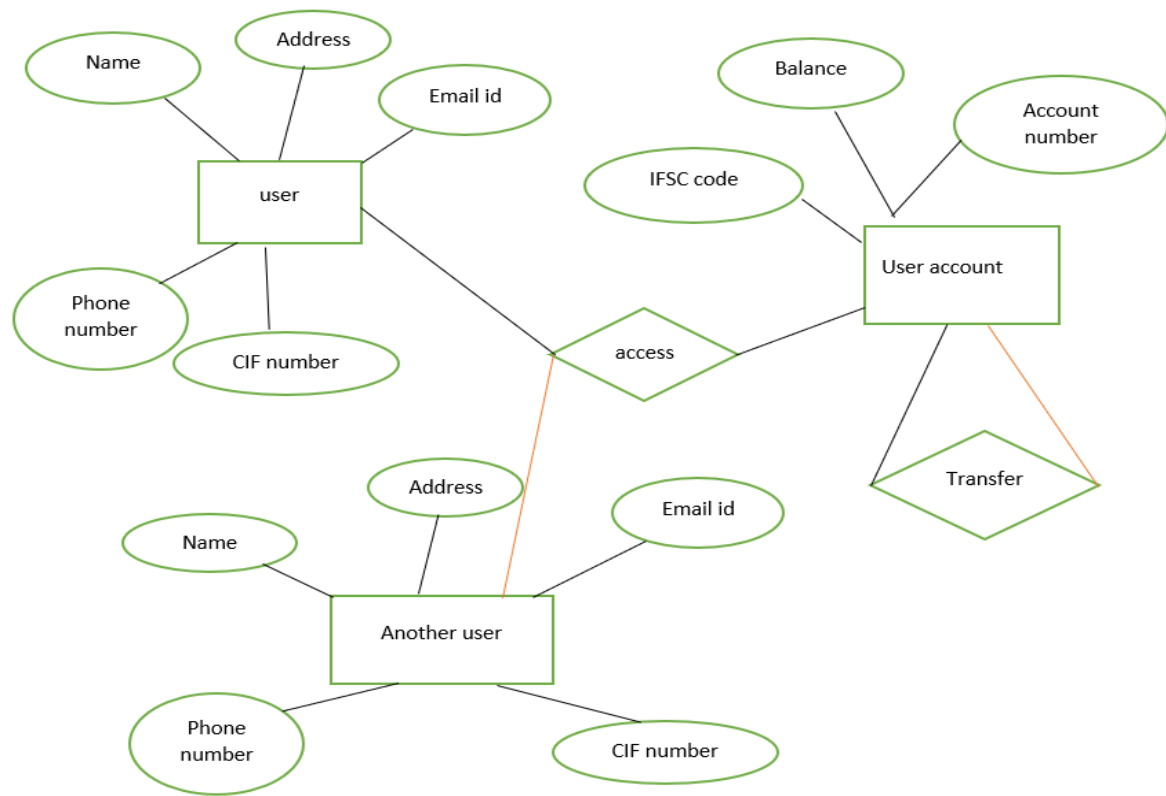 Address
Name
Email id
user
Phone
number
CIF number
Balance
Account
number
IFSC code
User account
access
Transfer
Address
Email id
Name
Another user
Phone
number
CIF number